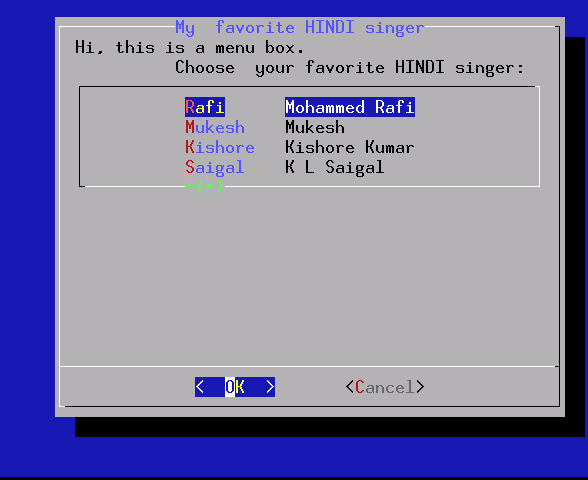 My  favorite HINDI singer
Hi, this is a menu box.
Choose  your favorite HINDI singer:
Rafi Mohammed Rafi
Mukesh Mukesh
Kishore Kishore Kumar
Saigal K L Saigal
-(+)
<  OK  > <Cancel>